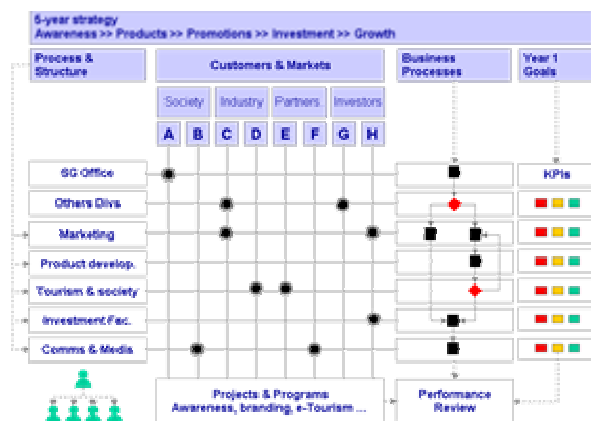 5-year strategy
Awareness >> Products >> Promotions >> Investment >> Growth
Process &
Structure
Customers & Markets
Business
Processes
Year 1
Goals
Society
Industry
Partners
Investors
A
B
C
D
E
F
G
H
SG Office
KPIs
Others Divs
Marketing
Product develop.
Tourism & society
Investment Fac.
Comms & Media
Projects & Programs
Awareness, branding, e-Tourism ...
Performance
Review